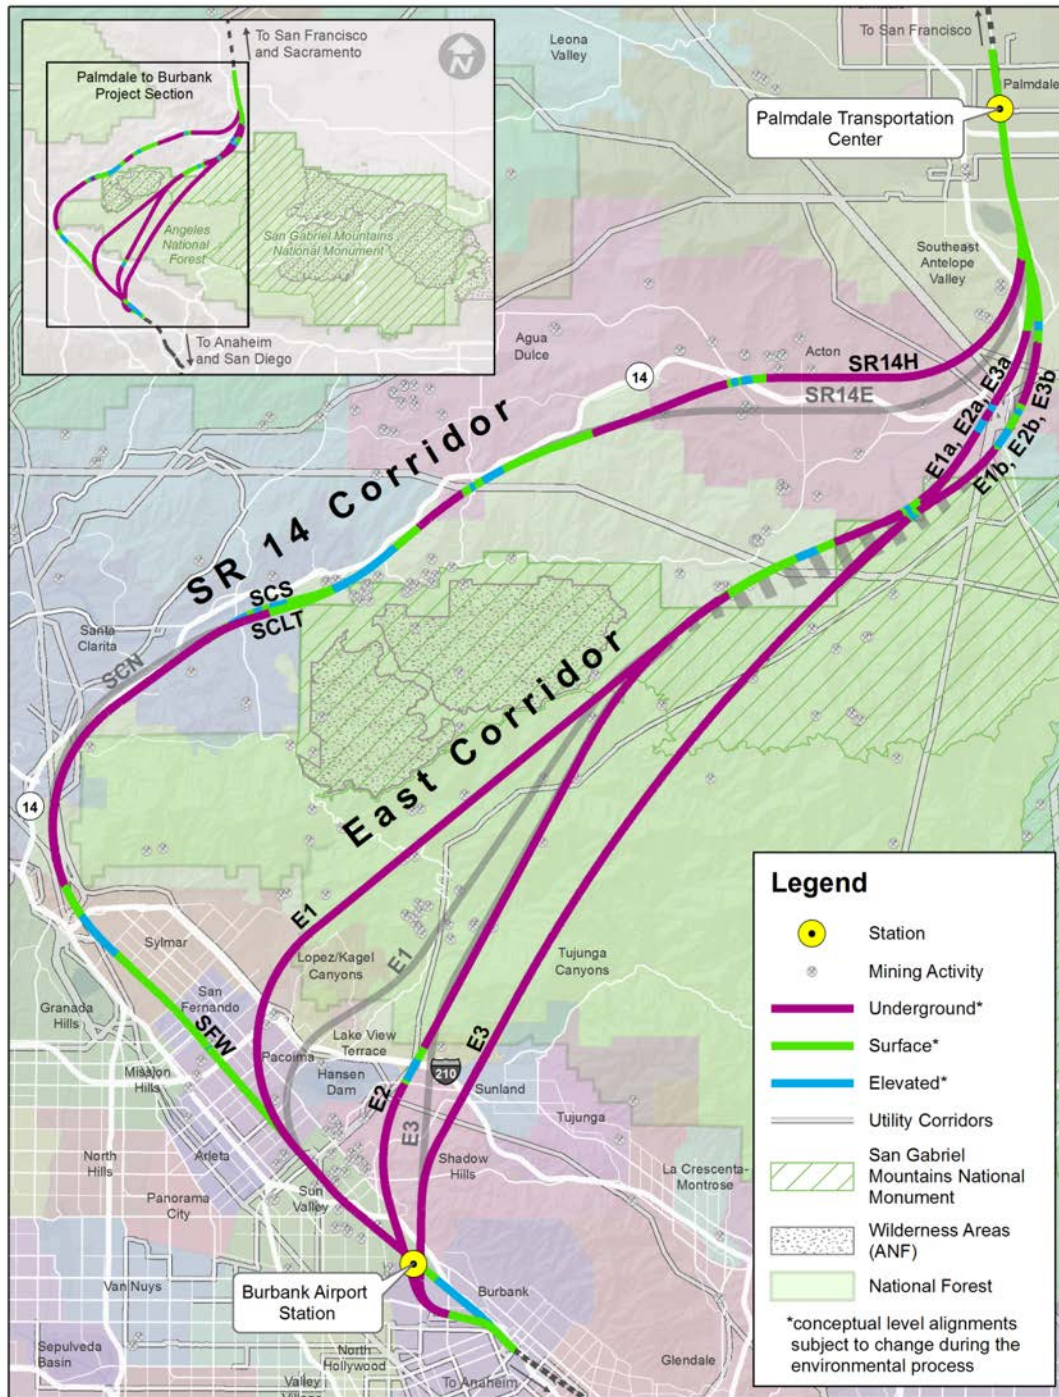 To San Francisco
and Sacramento
N
Palmdale to Burbank
Project Section
Angeles
National
Forest
San Gabriel Mountains
National Monument
To Anaheim
and San Diego
Leona
Valley
To San Francisco
Palmdale
Palmdale Transportation
Center
Southeast
Antelope
Valley
Agua
Dulce
Acton
SR14H
14
SR14E
E1a, E2a, E3a
E1b, E2b, E3b
SR 14 Corridor
SCS
SCLT
Santa
Clarita
SCN
East Corridor
14
E1
E1
Sylmar
Lopez/Kagel
Canyons
Tujunga
Canyons
San
Fernando
Granada
Hills
SFW
Pacoima
Lake View
Terrace
Hansen
Dam
E3
210
Mission
Hills
E2
Sunland
E3
Tujunga
North
Hills
Arleta
Shadow
Hills
La Crescenta-
Montrose
Panorama
City
Sun
Valley
Van Nuys
Burbank Airport
Station
Burbank
Sepulveda
Basin
North
Hollywood
Glendale
Valley
To Anaheim
Legend
Station
Mining Activity
Underground*
Surface*
Elevated*
Utility Corridors
San Gabriel
Mountains National
Monument
Wilderness Areas
(ANF)
National Forest
*conceptual level alignments
subject to change during the
environmental process